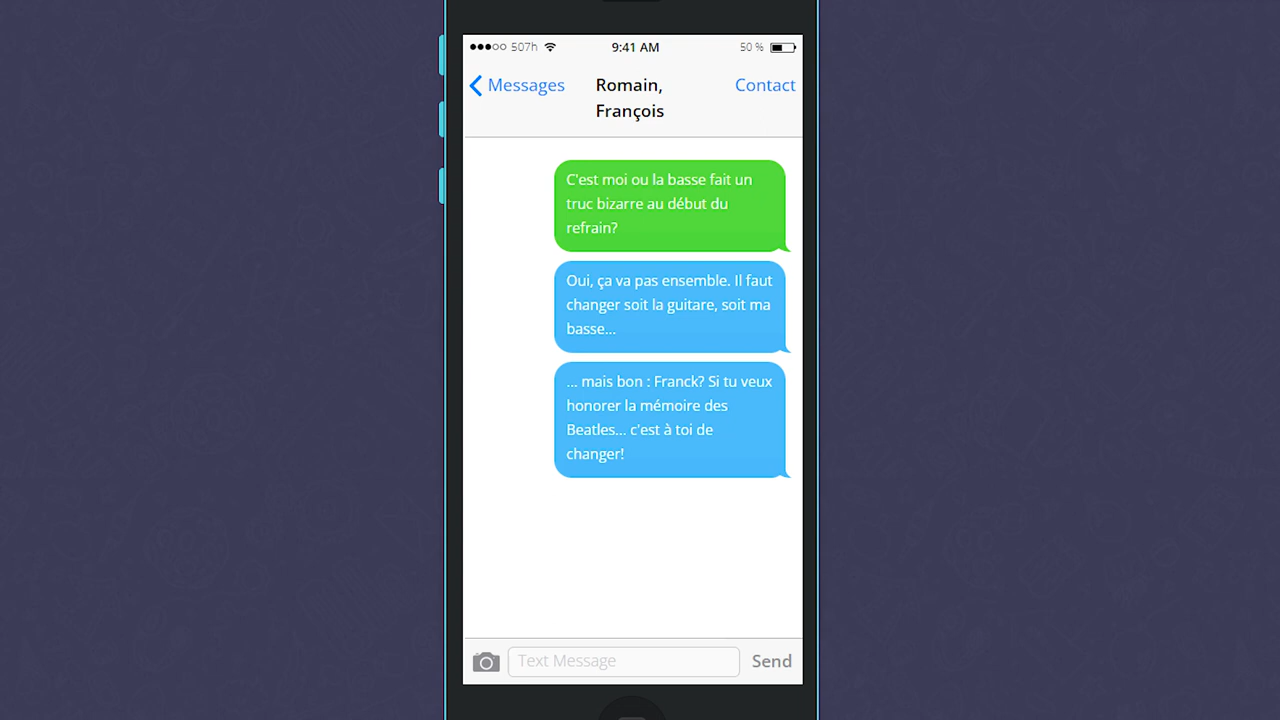 507h 9:41 AM 50 %
Messages Romain, Contact
François
C'est moi ou la basse fait un
truc bizarre au début du
refrain?
Oui, ça va pas ensemble. Il faut
changer soit la guitare, soit ma
basse...
... mais bon : Franck? Si tu veux
honorer la mémoire des
Beatles... c'est à toi de
changer!
Text Message Send